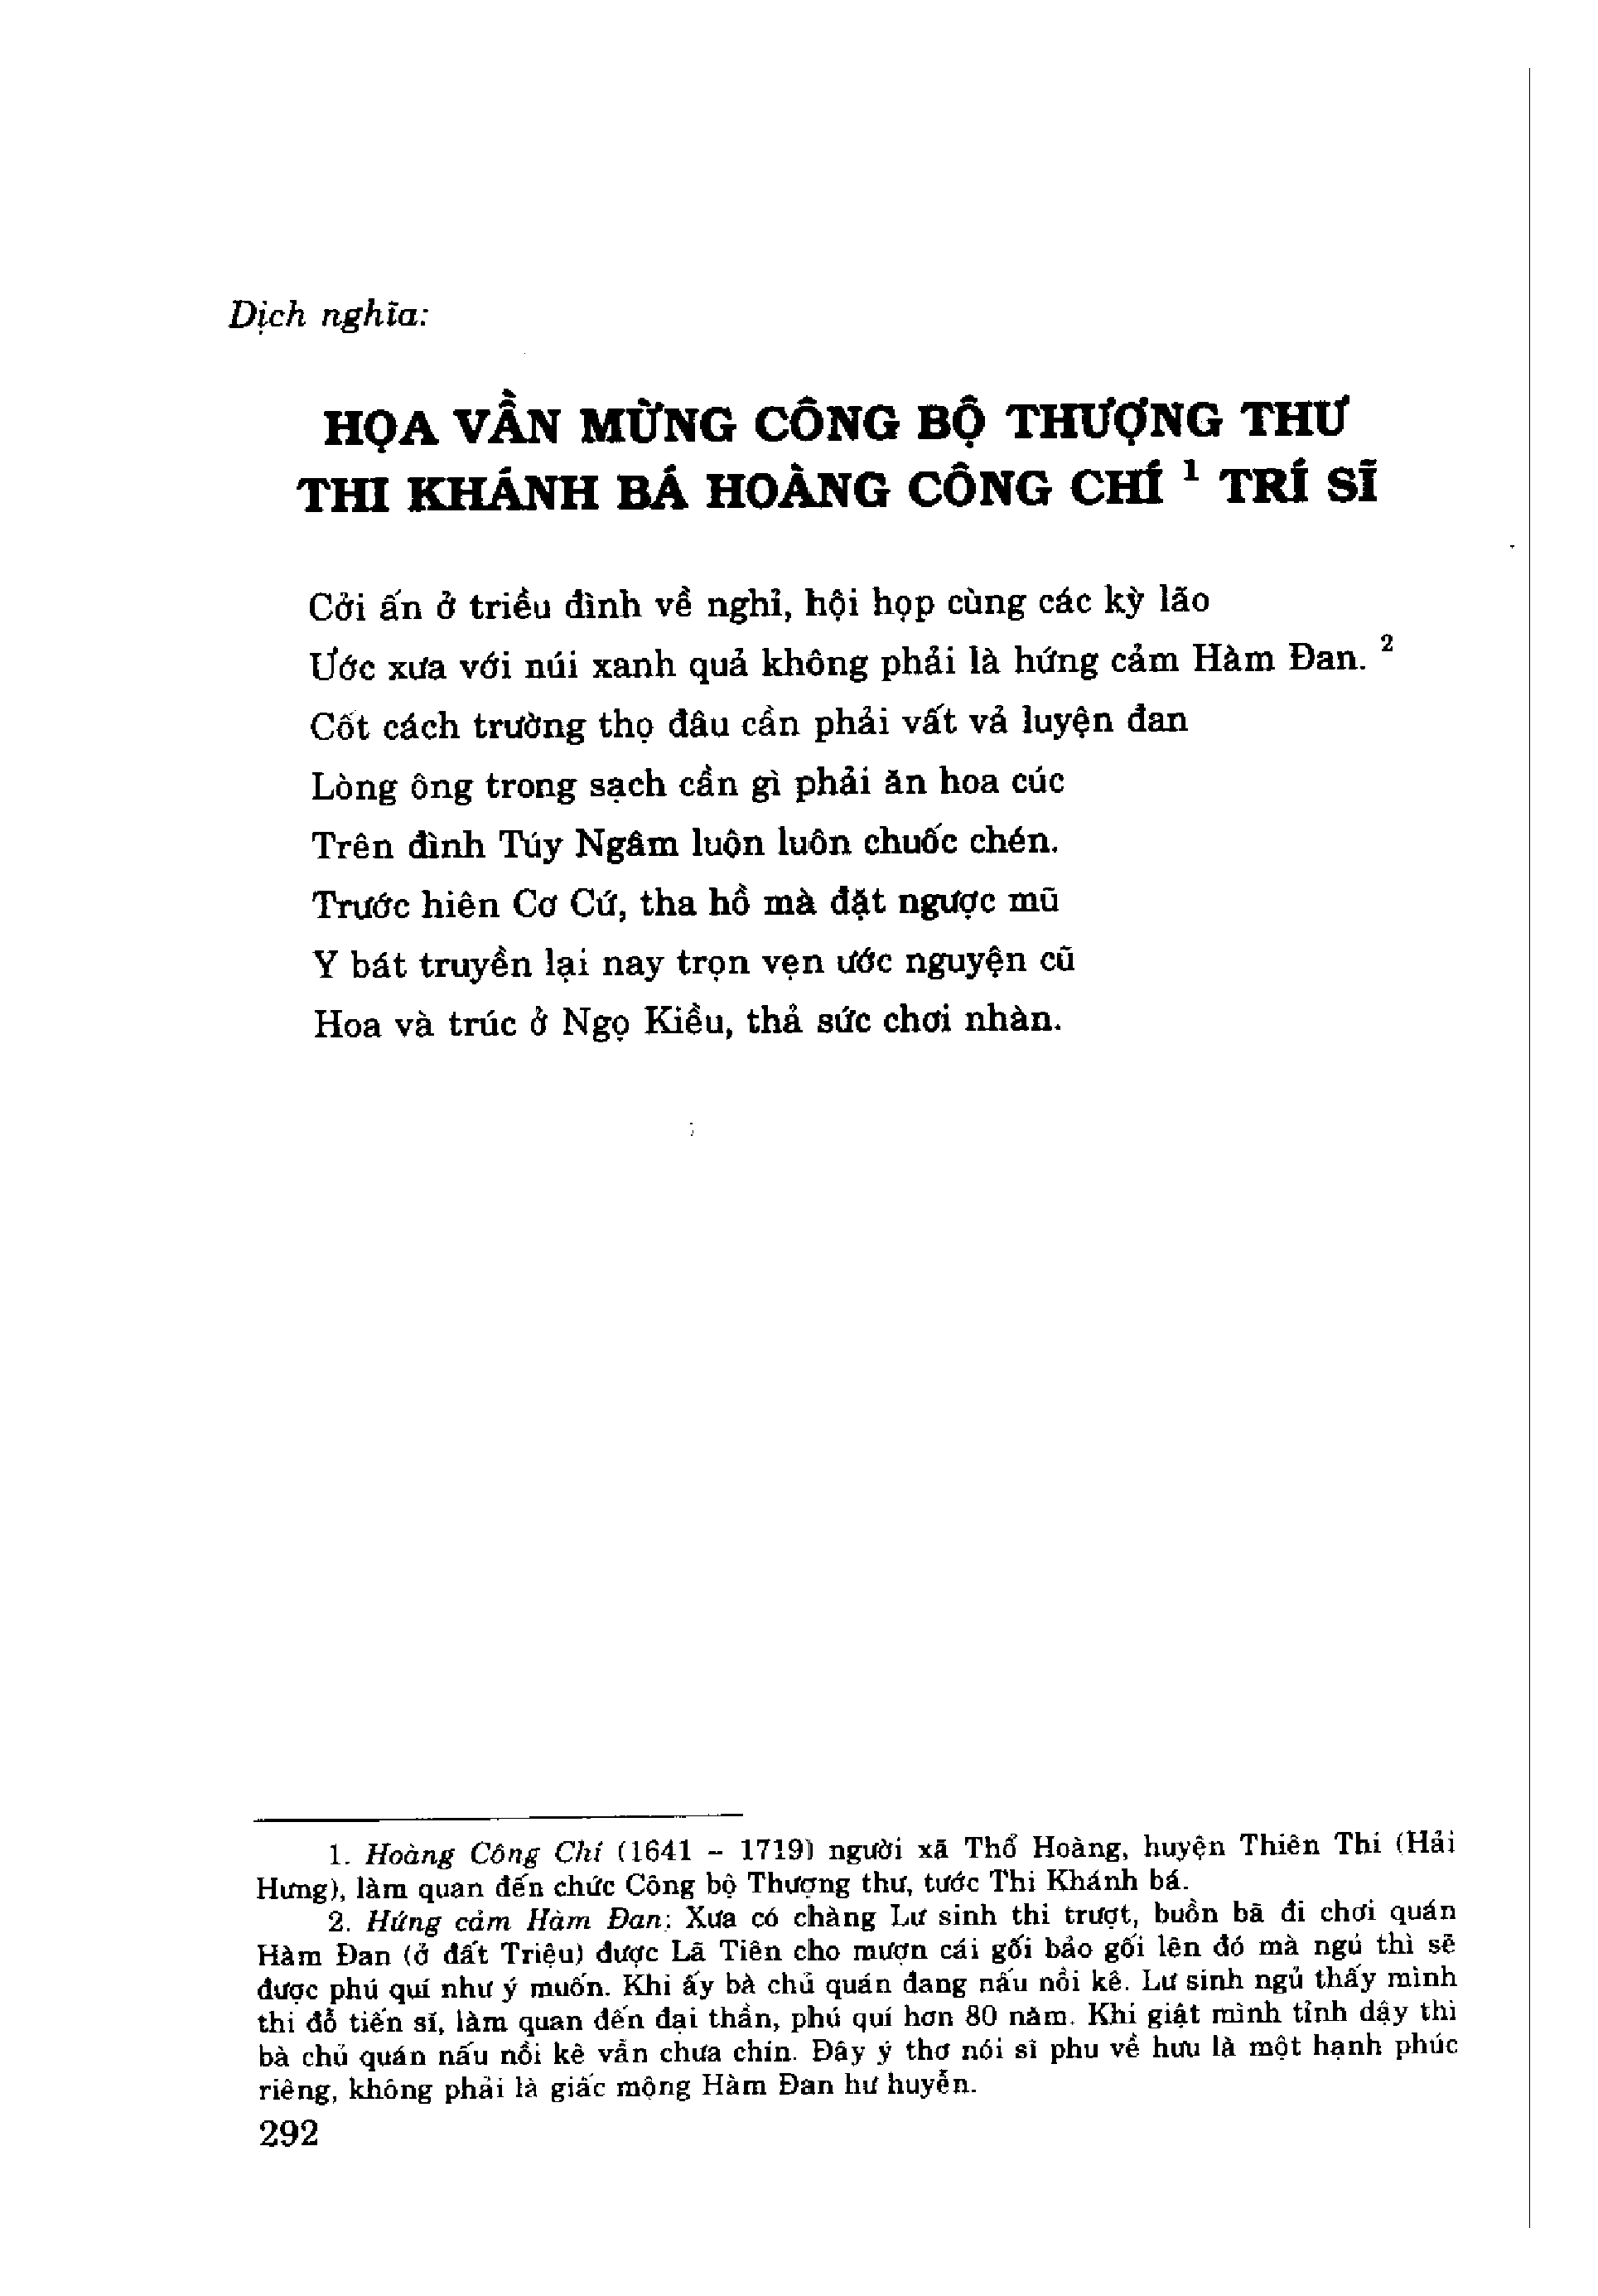 Dịch nghĩa:
HỌA VẦN MỪNG CÔNG BỘ THƯỢNG THƯ
THI KHÁNH BÁ HOÀNG CÔNG CHÍ 1 TRÍ SĨ
Cởi ấn ở triều đình về nghỉ, hội họp cùng các kỳ lão
Ước xưa với núi xanh quả không phải là hứng cảm Hàm Đan. 2
Cốt cách trường thọ đâu cần phải vất vả luyện đan
Lòng ông trong sạch cần gì phải ăn hoa cúc
Trên đình Túy Ngâm luôn luôn chuốc chén.
Trước hiên Cơ Cứ, tha hồ mà đặt ngược mũ
Y bát truyền lại nay trọn vẹn ước nguyện cũ
Hoa và trúc ở Ngọ Kiều, thả sức chơi nhàn.
1. Hoàng Công Chí (1641 – 1719) người xã Thổ Hoàng, huyện Thiên Thi (Hải
Hưng), làm quan đến chức Công bộ Thượng thư, tước Thi Khánh bá.
2. Hứng cảm Hàm Đan: Xưa có chàng Lư sinh thi trượt, buồn bã đi chơi quán
Hàm Đan (ở đất Triệu) được Lã Tiên cho mượn cái gối bảo gối lên đó mà ngủ thì sẽ
được phú quí như ý muốn. Khi ấy bà chủ quán đang nấu nồi kê. Lư sinh ngủ thấy mình
thi đỗ tiến sĩ, làm quan đến đại thần, phú quí hơn 80 năm. Khi giật mình tỉnh dậy thì
bà chủ quán nấu nồi kê vẫn chưa chín. Đây ý thơ nói sĩ phu về hưu là một hạnh phúc
riêng, không phải là giấc mộng Hàm Đan hư huyễn.
292